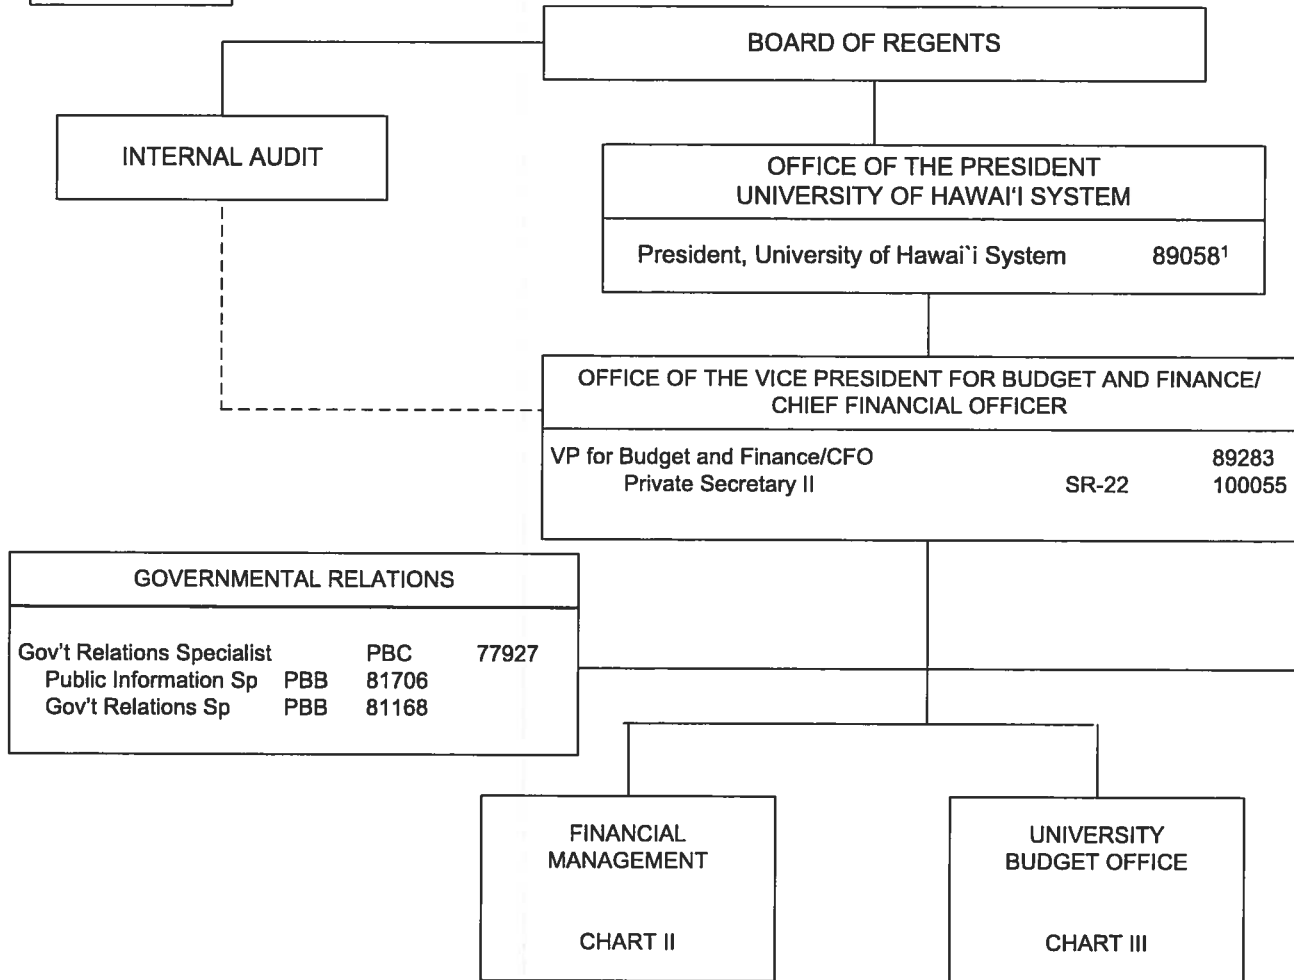 BOARD OF REGENTS
INTERNAL AUDIT
OFFICE OF THE PRESIDENT
UNIVERSITY OF HAWAI‘I SYSTEM
President, University of Hawai`i System 89058¹
OFFICE OF THE VICE PRESIDENT FOR BUDGET AND FINANCE/
CHIEF FINANCIAL OFFICER
VP for Budget and Finance/CFO 89283
Private Secretary II SR-22 100055
GOVERNMENTAL RELATIONS
Gov't Relations Specialist PBC 77927
Public Information Sp PBB 81706
Gov't Relations Sp PBB 81168
FINANCIAL
MANAGEMENT
CHART II
UNIVERSITY
BUDGET OFFICE
CHART III